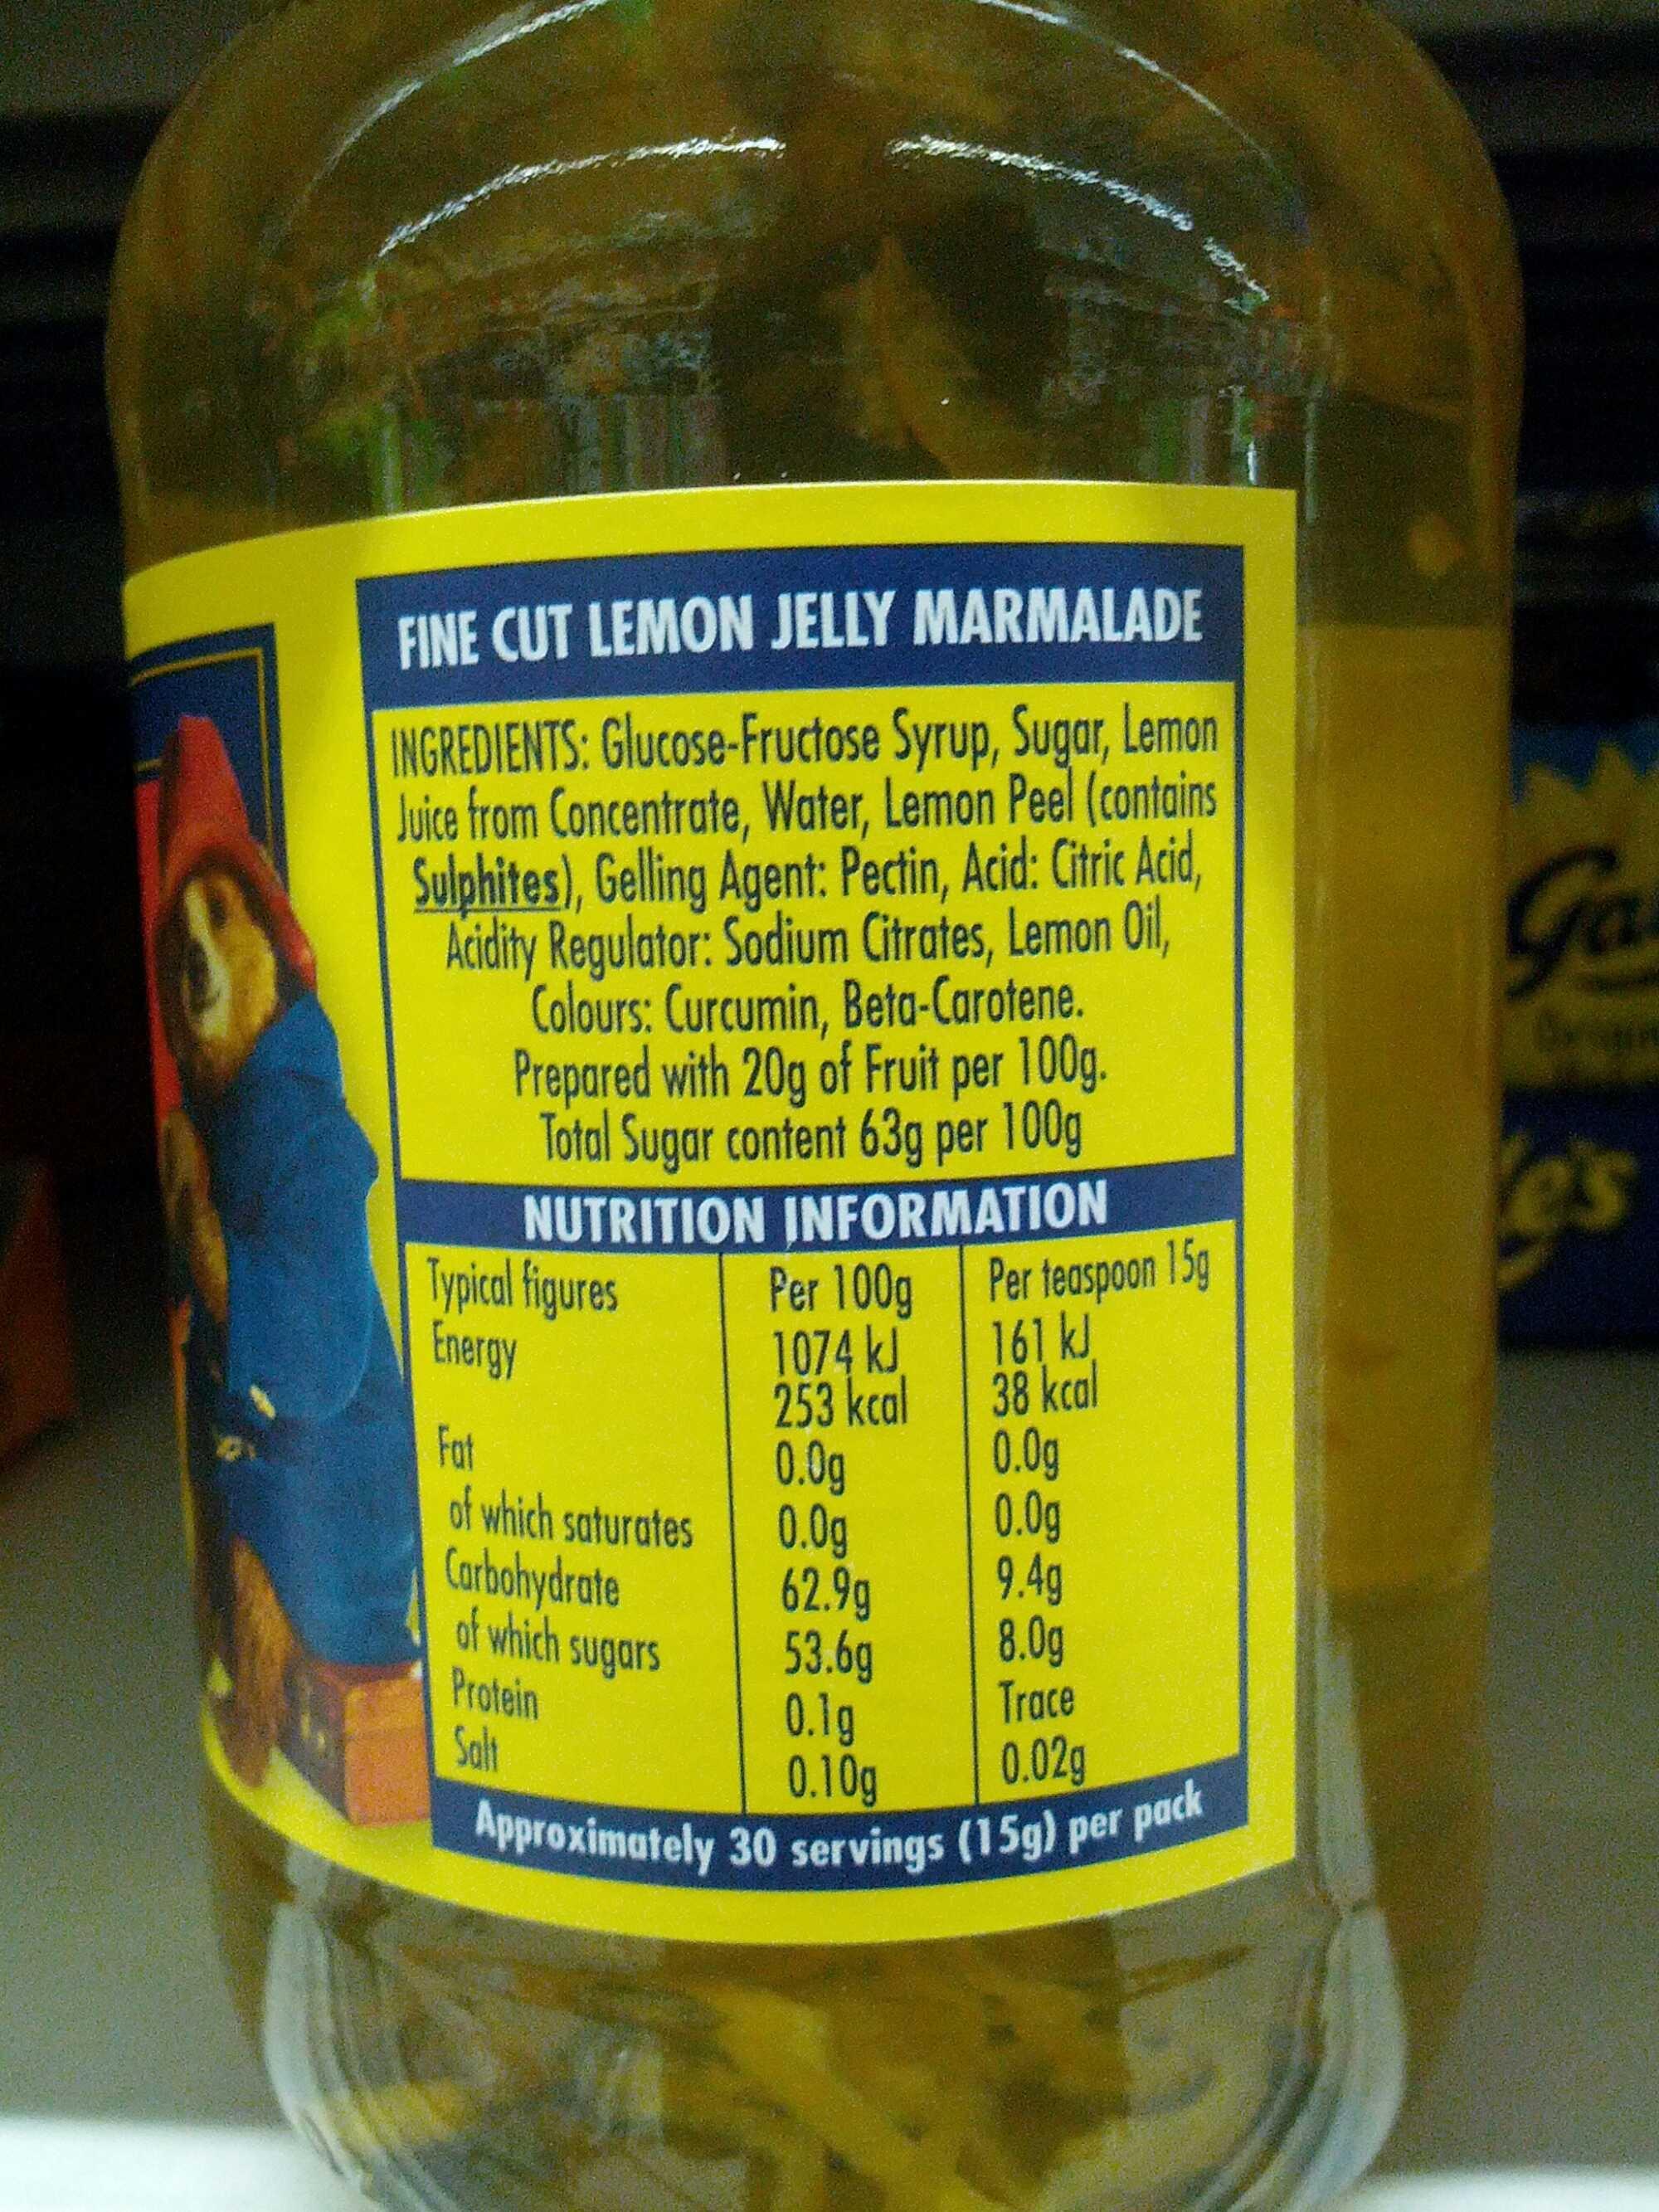 FINE CUT LEMON JELLY MARMALADE
INGREDIENTS: Glucose-Fructose Syrup, Sugar, Lemon
Juice from Concentrate, Water, Lemon Peel (contains
Sulphites), Gelling Agent: Pectin, Acid: Citric Acid,
Acidity Regulator: Sodium Citrates, Lemon Oil,
Colours: Curcumin, Beta-Carotene.
Prepared with 20g of Fruit per 100g.
Total Sugar content 63g per 100g
NUTRITION INFORMATION
Typical figures Per 100g Per teaspoon 15g
Energy 1074 kJ 161 kJ
253 kcal 38 kcal
Fat 0.0g 0.0g
of which saturates 0.0g 0.0g
Carbohydrate 62.9g 9.4g
of which sugars 53.6g 8.0g
Protein 0.1g Trace
Salt 0.10g 0.02g
Approximately 30 servings (15g) per pack